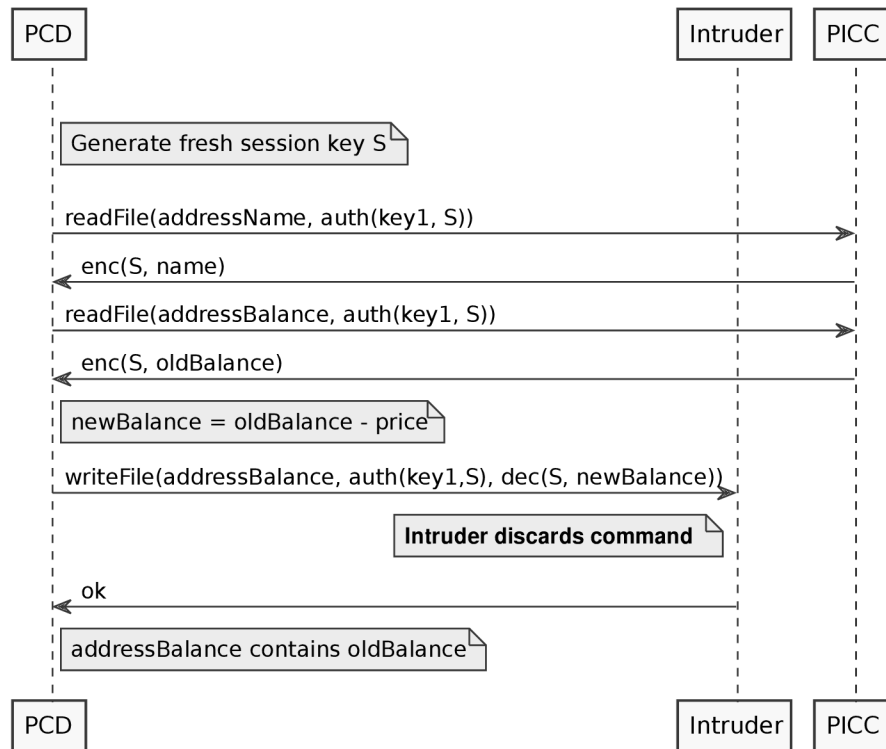 PCD
Intruder
PICC
Generate fresh session key S
readFile(addressName, auth(key1, S))
enc(S, name)
readFile(addressBalance, auth(key1, S))
enc(S, oldBalance)
newBalance = oldBalance - price
writeFile(addressBalance, auth(key1,S), dec(S, newBalance))
Intruder discards command
ok
addressBalance contains oldBalance
PCD
Intruder
PICC